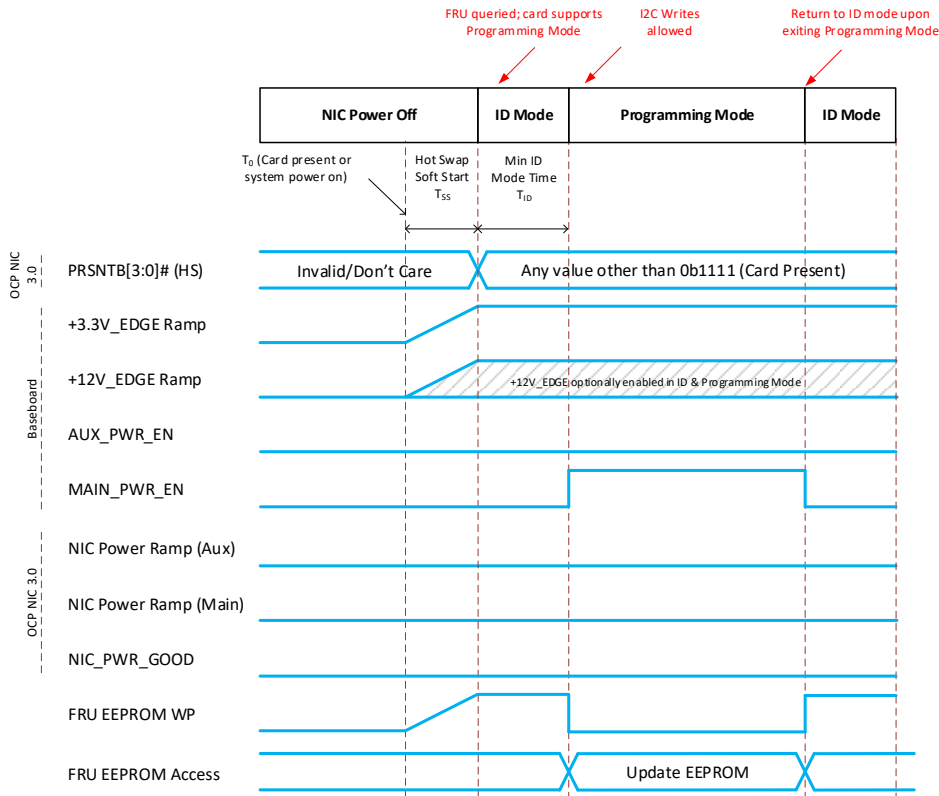 FRU queried; card supports
Programming Mode
I2C Writes
allowed
Return to ID mode upon
exiting Programming Mode
NIC Power Off
ID Mode
Programming Mode
ID Mode
T0 (Card present or
system power on)
Hot Swap
Soft Start
TSS
Min ID
Mode Time
TID
OCP NIC
3.0
PRSNTB[3:0]# (HS)
Invalid/Don't Care
Any value other than 0b1111 (Card Present)
Baseboard
+3.3V_EDGE Ramp
+12V_EDGE Ramp
+12V_EDGE optionally enabled in ID & Programming Mode
AUX_PWR_EN
MAIN_PWR_EN
OCP NIC 3.0
NIC Power Ramp (Aux)
NIC Power Ramp (Main)
NIC_PWR_GOOD
FRU EEPROM WP
FRU EEPROM Access
Update EEPROM